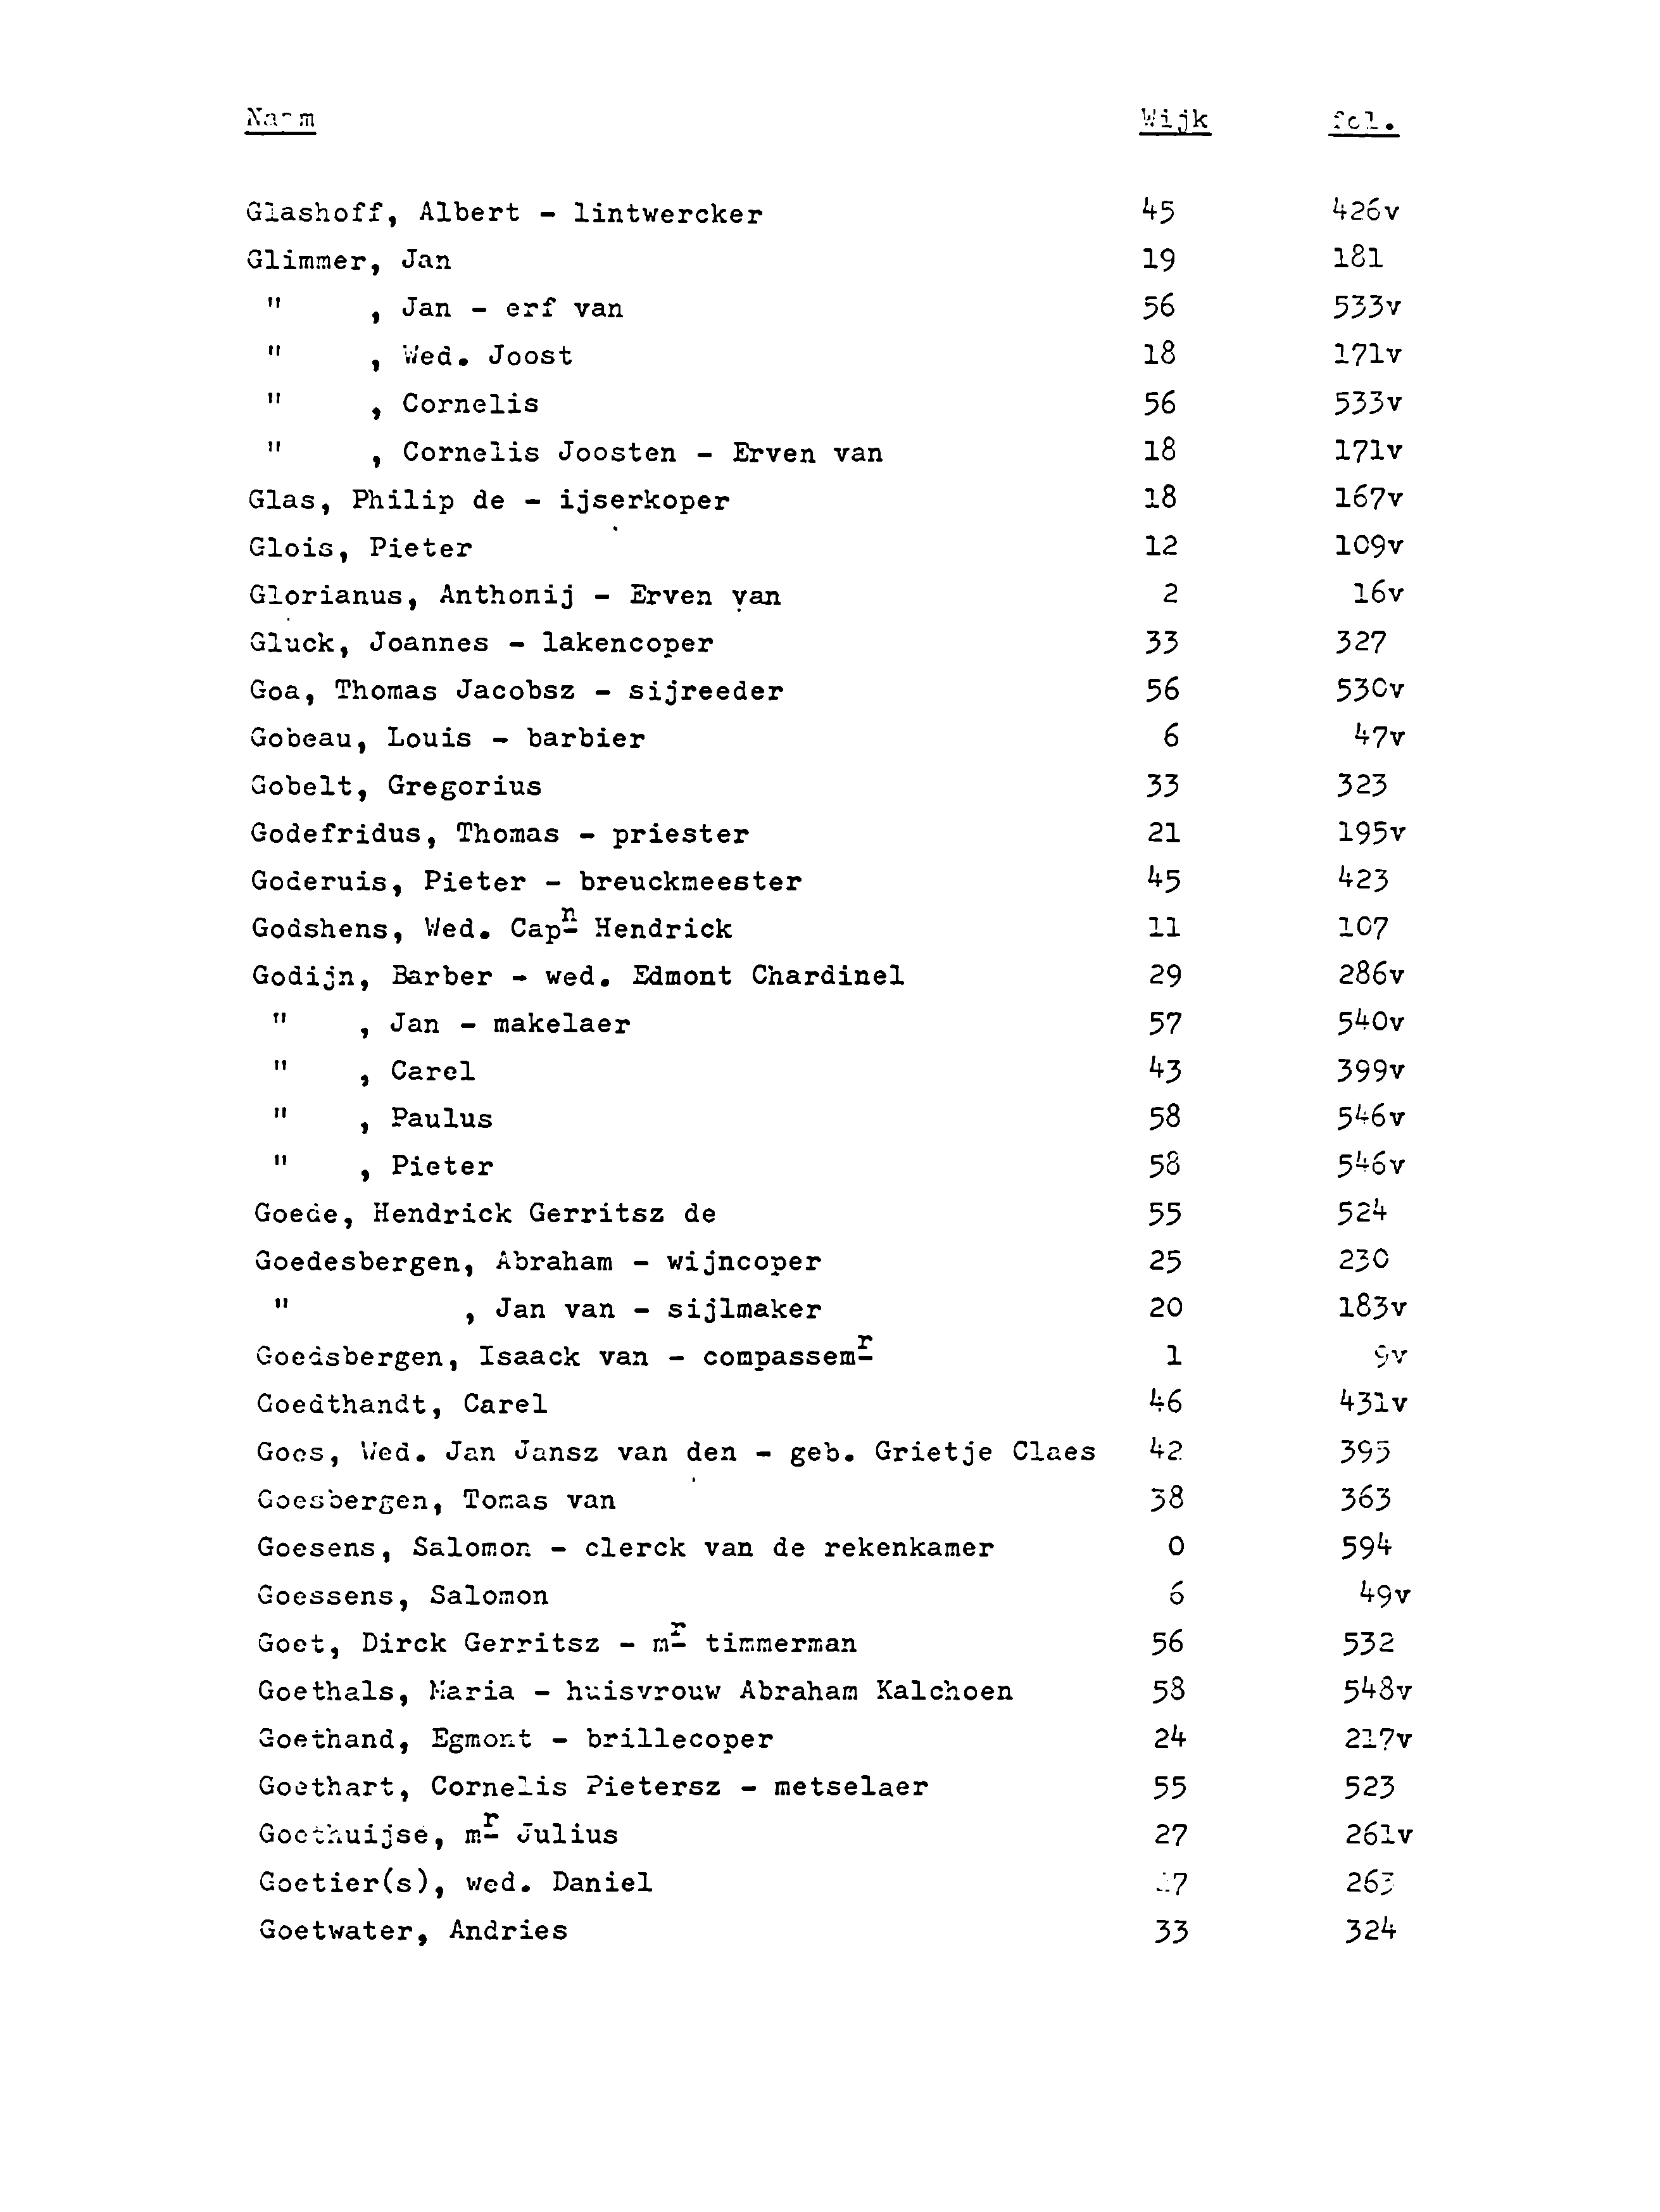 Naam Wijk fol.
Glashoff, Albert - lintwercker 45 426v
Glimmer, Jan 19 181
" , Jan - erf van 56 533v
" , Wed. Joost 18 171v
" , Cornelis 56 533v
" , Cornelis Joosten - Erven van 18 171v
Glas, Philip de - ijserkoper 18 167v
Glois, Pieter 12 109v
Glorianus, Anthonij - Erven van 2 16v
Gluck, Joannes - lakencoper 33 327
Goa, Thomas Jacobsz - sijreeder 56 530v
Gobeau, Louis - barbier 6 47v
Gobelt, Gregorius 33 323
Godefridus, Thomas - priester 21 195v
Goderuis, Pieter - breuckmeester 45 423
Godshens, Wed. Capn Hendrick 11 107
Godijn, Barber - wed. Edmont Chardinel 29 286v
" , Jan - makelaer 57 540v
" , Carel 43 399v
" , Paulus 58 546v
" , Pieter 58 546v
Goede, Hendrick Gerritsz de 55 524
Goedesbergen, Abraham - wijncoper 25 230
" , Jan van - sijlmaker 20 183v
Goedsbergen, Isaack van - compassemr 1 9v
Goedthandt, Carel 46 431v
Goes, Wed. Jan Jansz van den - geb. Grietje Claes 42 395
Goesbergen, Tomas van 38 363
Goesens, Salomon - clerck van de rekenkamer 0 594
Goessens, Salomon 6 49v
Goet, Dirck Gerritsz - mr timmerman 56 532
Goethals, Maria - huisvrouw Abraham Kalchoen 58 548v
Goethand, Egmont - brillecoper 24 217v
Goethart, Cornelis Pietersz - metselaer 55 523
Goethuijse, mr Julius 27 261v
Goetier(s), wed. Daniel 263
Goetwater, Andries 33 324